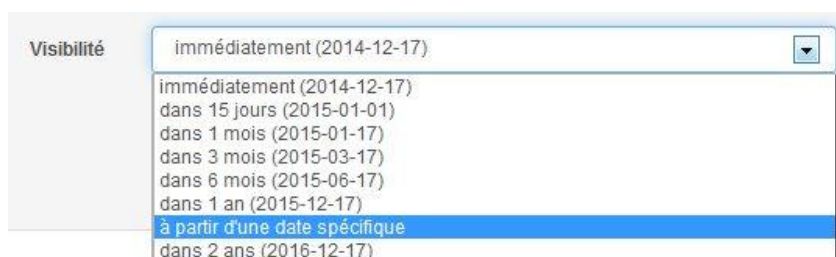 Visibilité immédiatement (2014-12-17)
immédiatement (2014-12-17)
dans 15 jours (2015-01-01)
dans 1 mois (2015-01-17)
dans 3 mois (2015-03-17)
dans 6 mois (2015-06-17)
dans 1 an (2015-12-17)
à partir d'une date spécifique
dans 2 ans (2016-12-17)